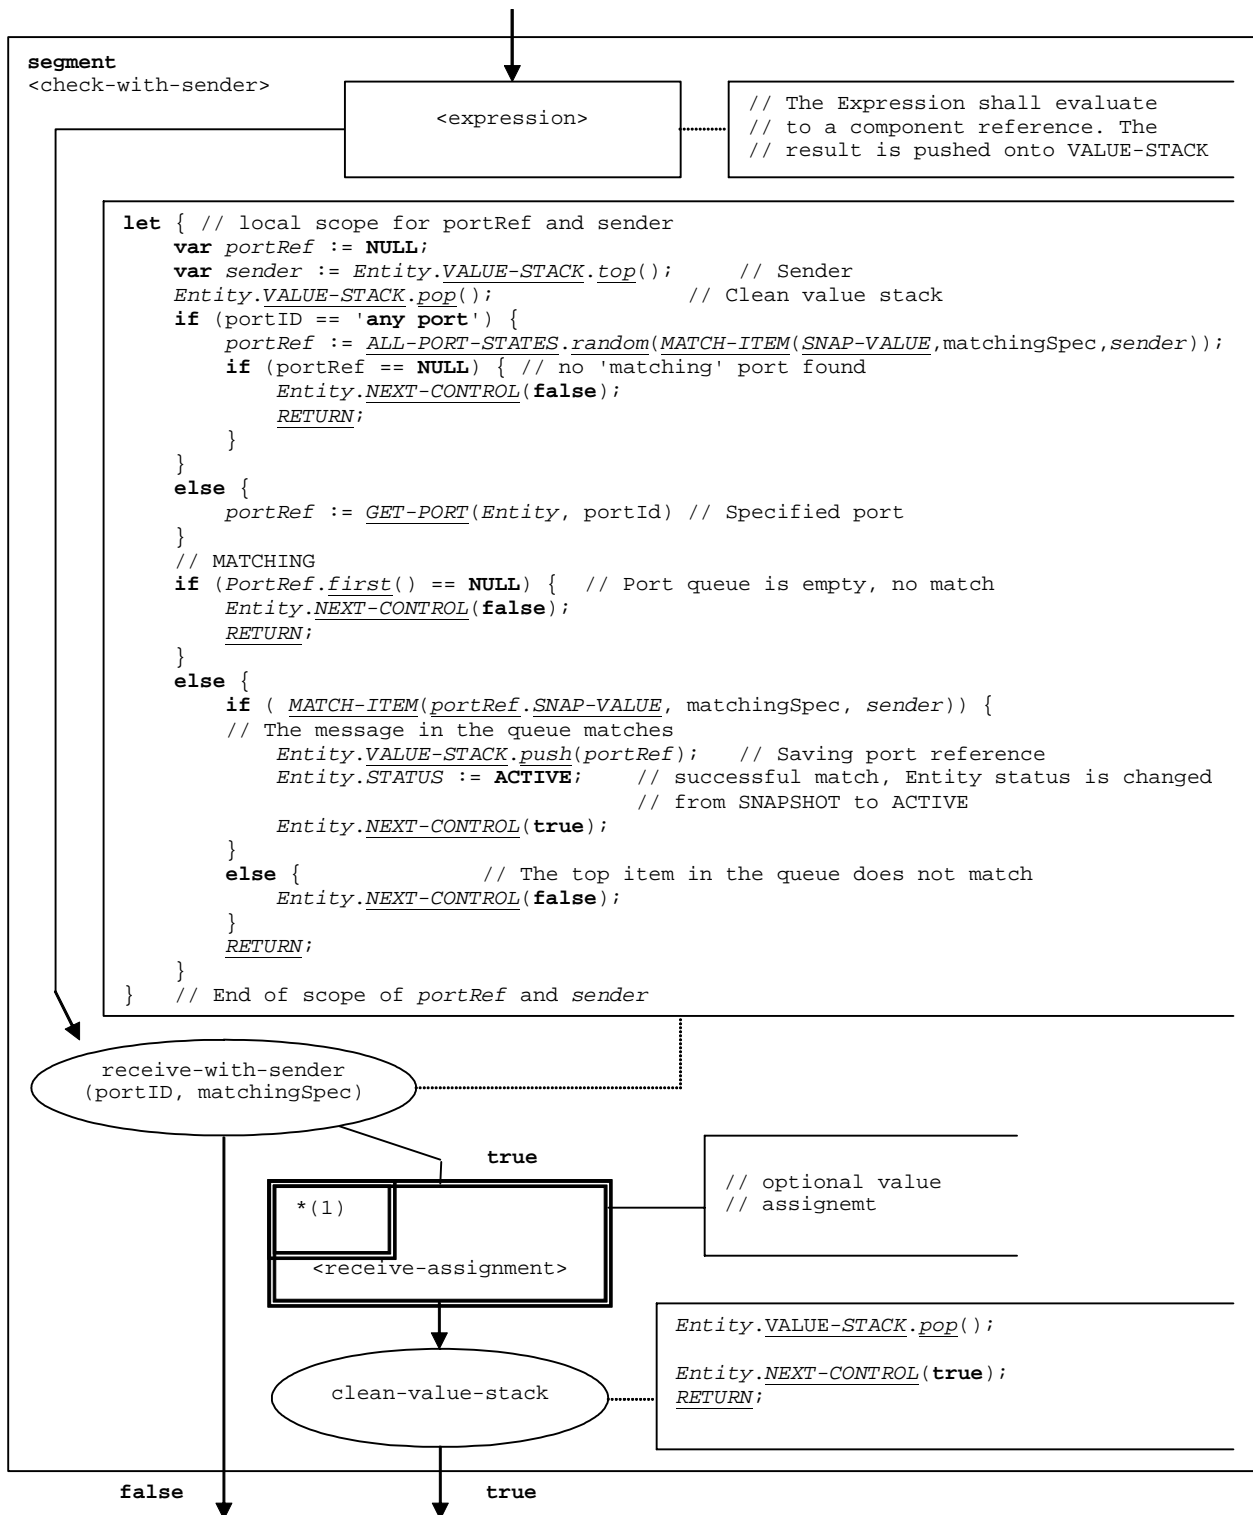 segment
<check-with-sender>
<expression>
// The Expression shall evaluate
// to a component reference. The
// result is pushed onto VALUE-STACK
let { // local scope for portRef and sender
var portRef := NULL;
var sender := Entity.VALUE-STACK.top(); // Sender
Entity.VALUE-STACK.pop(); // Clean value stack
if (portID == 'any port') {
portRef := ALL-PORT-STATES.random(MATCH-ITEM(SNAP-VALUE,matchingSpec,sender));
if (portRef == NULL) { // no 'matching' port found
Entity.NEXT-CONTROL(false);
RETURN;
}
}
else {
portRef := GET-PORT(Entity, portId) // Specified port
}
// MATCHING
if (PortRef.first() == NULL) { // Port queue is empty, no match
Entity.NEXT-CONTROL(false);
RETURN;
}
else {
if ( MATCH-ITEM(portRef.SNAP-VALUE, matchingSpec, sender)) {
// The message in the queue matches
Entity.VALUE-STACK.push(portRef); // Saving port reference
Entity.STATUS := ACTIVE; // successful match, Entity status is changed
// from SNAPSHOT to ACTIVE
Entity.NEXT-CONTROL(true);
}
else { // The top item in the queue does not match
Entity.NEXT-CONTROL(false);
}
RETURN;
}
} // End of scope of portRef and sender
receive-with-sender
(portID, matchingSpec)
true
*(1)
<receive-assignment>
// optional value
// assignemt
Entity.VALUE-STACK.pop();
Entity.NEXT-CONTROL(true);
RETURN;
clean-value-stack
false
true